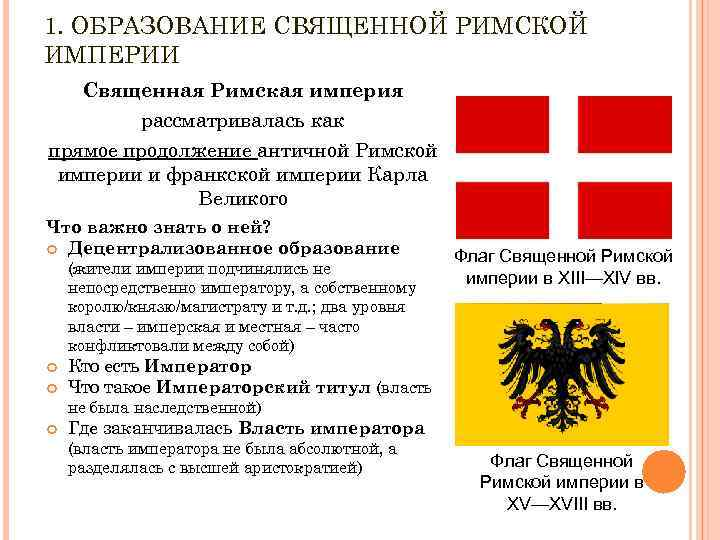 1. ОБРАЗОВАНИЕ СВЯЩЕННОЙ РИМСКОЙ
ИМПЕРИИ
Священная Римская империя
рассматривалась как
прямое продолжение античной Римской
империи и франкской империи Карла
Великого
Что важно знать о ней?
Децентрализованное образование
(жители империи подчинялись не
непосредственно императору, а собственному
королю/князю/магистрату и т.д.; два уровня
власти – имперская и местная – часто
конфликтовали между собой)
Кто есть Император
Что такое Императорский титул (власть
не была наследственной)
Где заканчивалась Власть императора
(власть императора не была абсолютной, а
разделялась с высшей аристократией)
Флаг Священной Римской
империи в XIII—XIV вв.
Флаг Священной
Римской империи в
XV—XVIII вв.